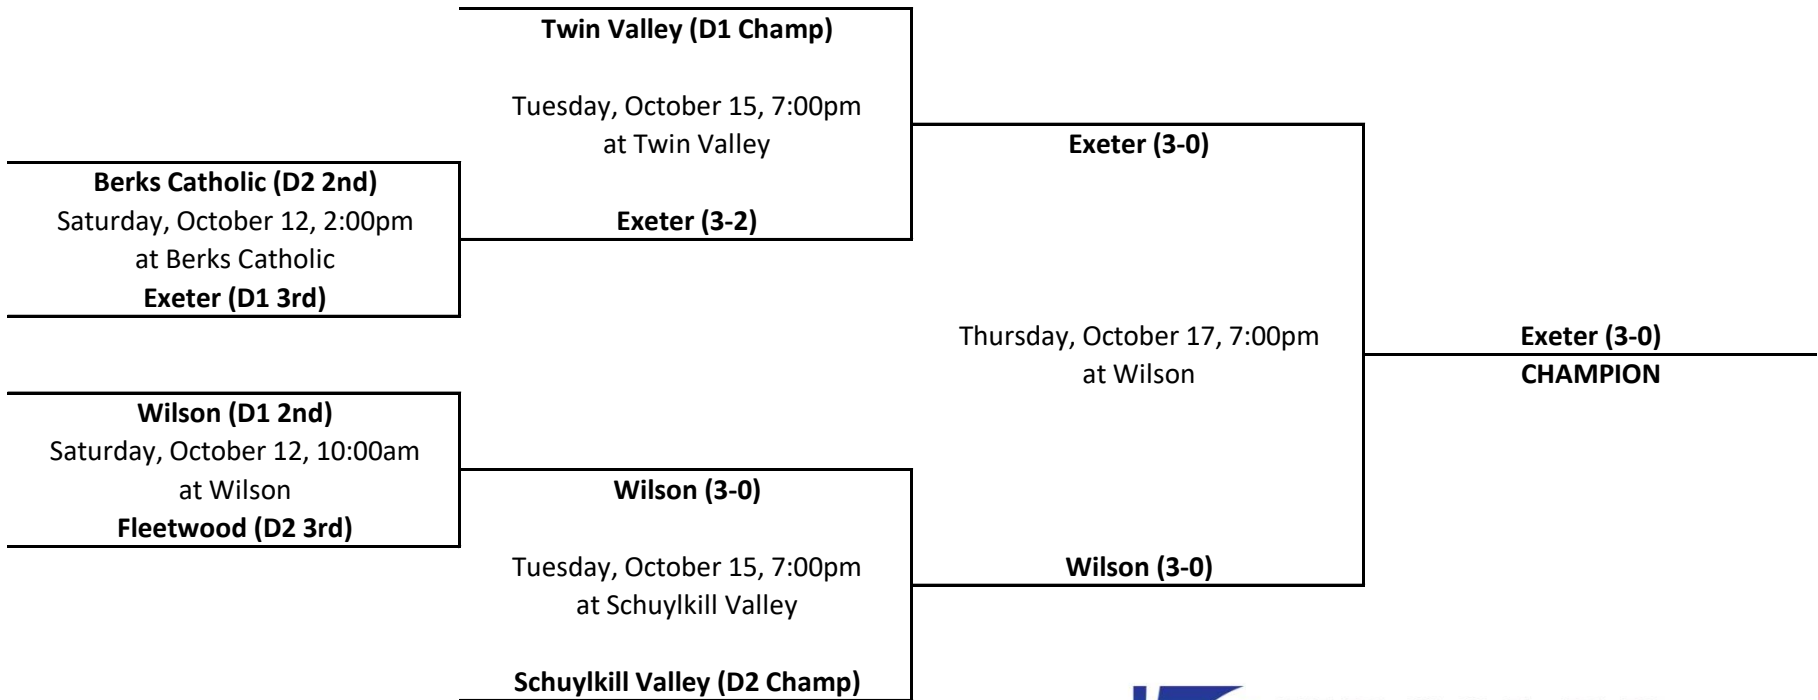 Twin Valley (D1 Champ)
Tuesday, October 15, 7:00pm
at Twin Valley
Exeter (3-0)
Berks Catholic (D2 2nd)
Saturday, October 12, 2:00pm
at Berks Catholic
Exeter (D1 3rd)
Exeter (3-2)
Thursday, October 17, 7:00pm
at Wilson
Exeter (3-0)
CHAMPION
Wilson (D1 2nd)
Saturday, October 12, 10:00am
at Wilson
Fleetwood (D2 3rd)
Wilson (3-0)
Tuesday, October 15, 7:00pm
at Schuylkill Valley
Wilson (3-0)
Schuylkill Valley (D2 Champ)